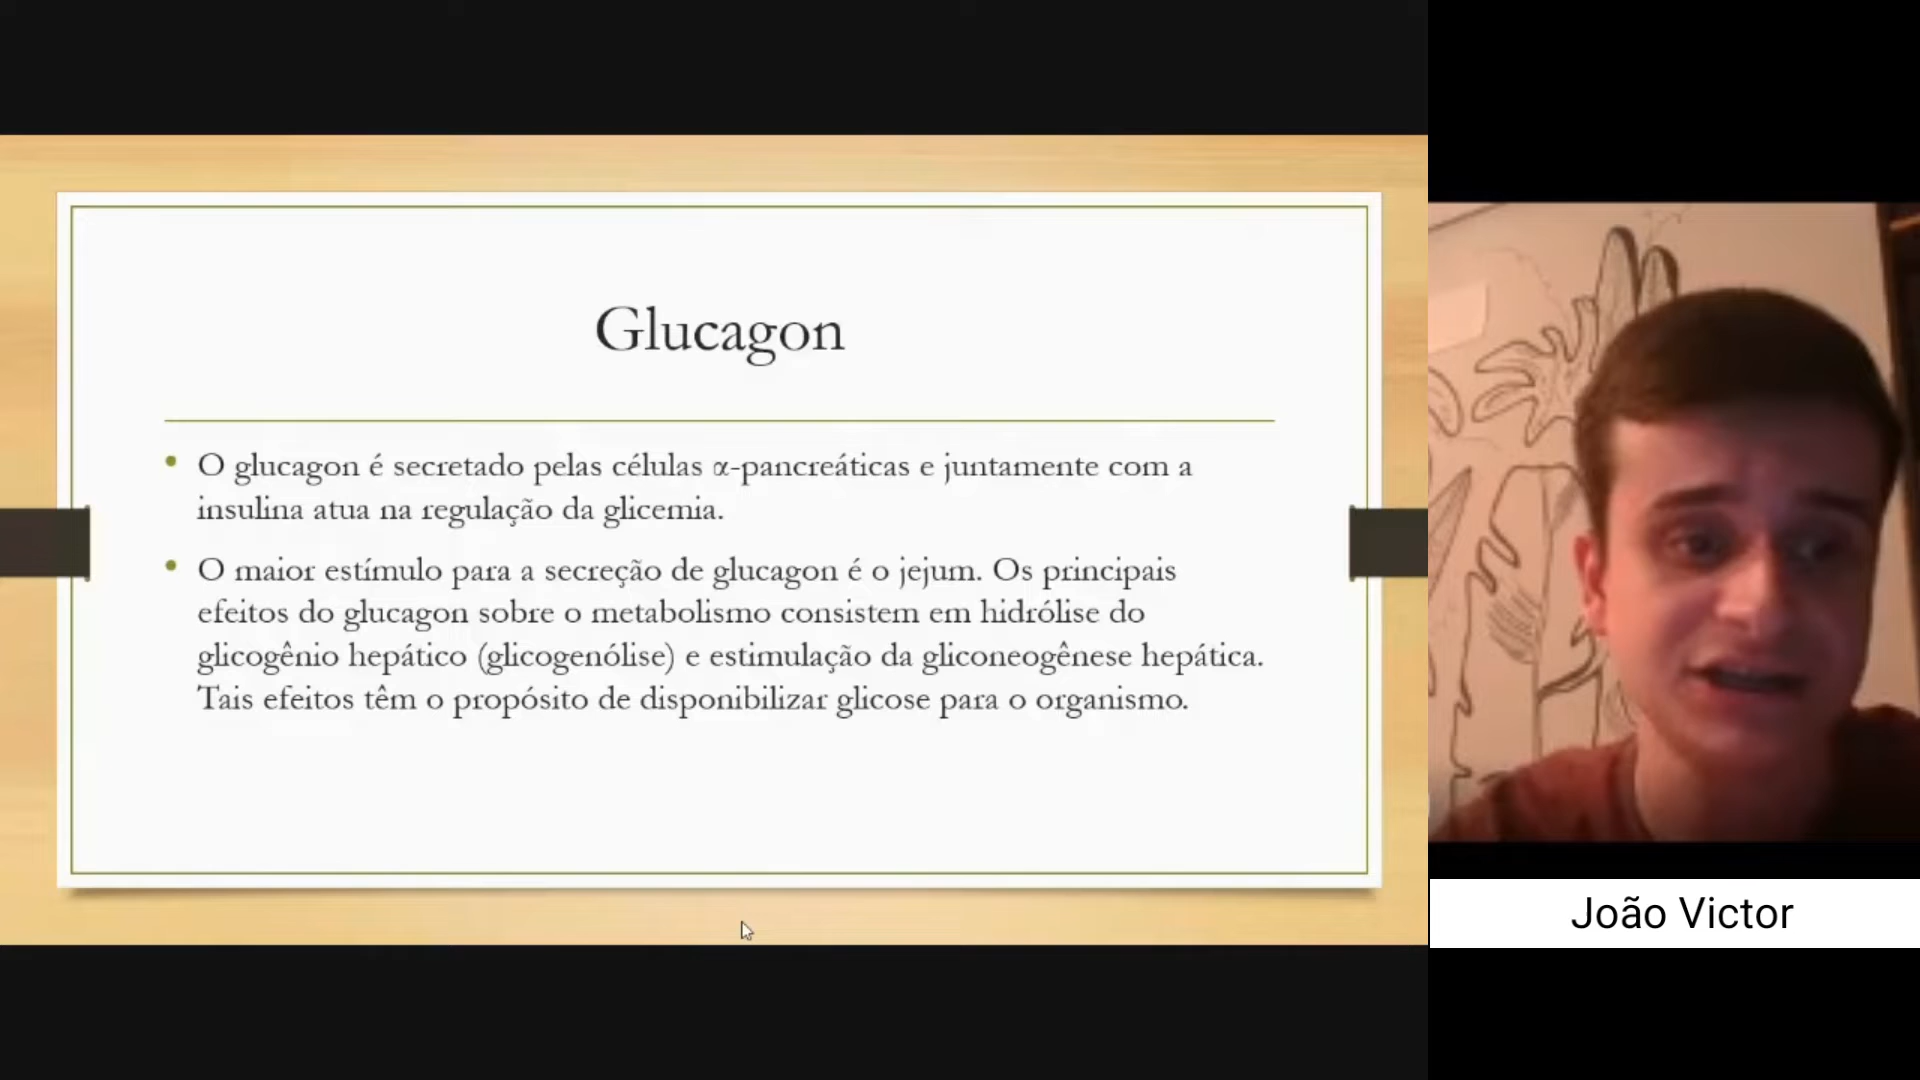 Glucagon
• O glucagon é secretado pelas células α-pancreáticas e juntamente com a
insulina atua na regulação da glicemia.
• O maior estímulo para a secreção de glucagon é o jejum. Os principais
efeitos do glucagon sobre o metabolismo consistem em hidrólise do
glicogênio hepático (glicogenólise) e estimulação da gliconeogênese hepática.
Tais efeitos têm o propósito de disponibilizar glicose para o organismo.
João Victor